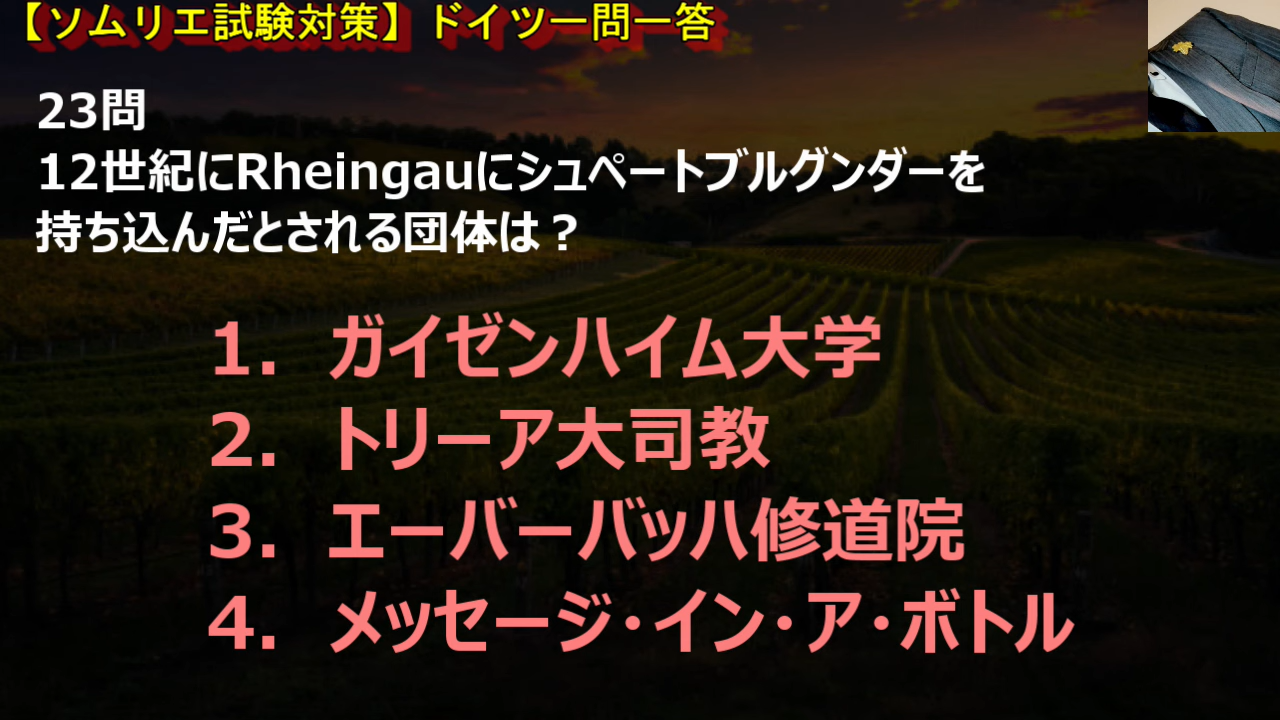 【ソムリエ試験対策】ドイツ一問一答
23問
12世紀にRheingauにシュペートブルグンダーを
持ち込んだとされる団体は？
1. ガイゼンハイム大学
2. トリーア大司教
3. エーバーバッハ修道院
4. メッセージ・イン・ア・ボトル